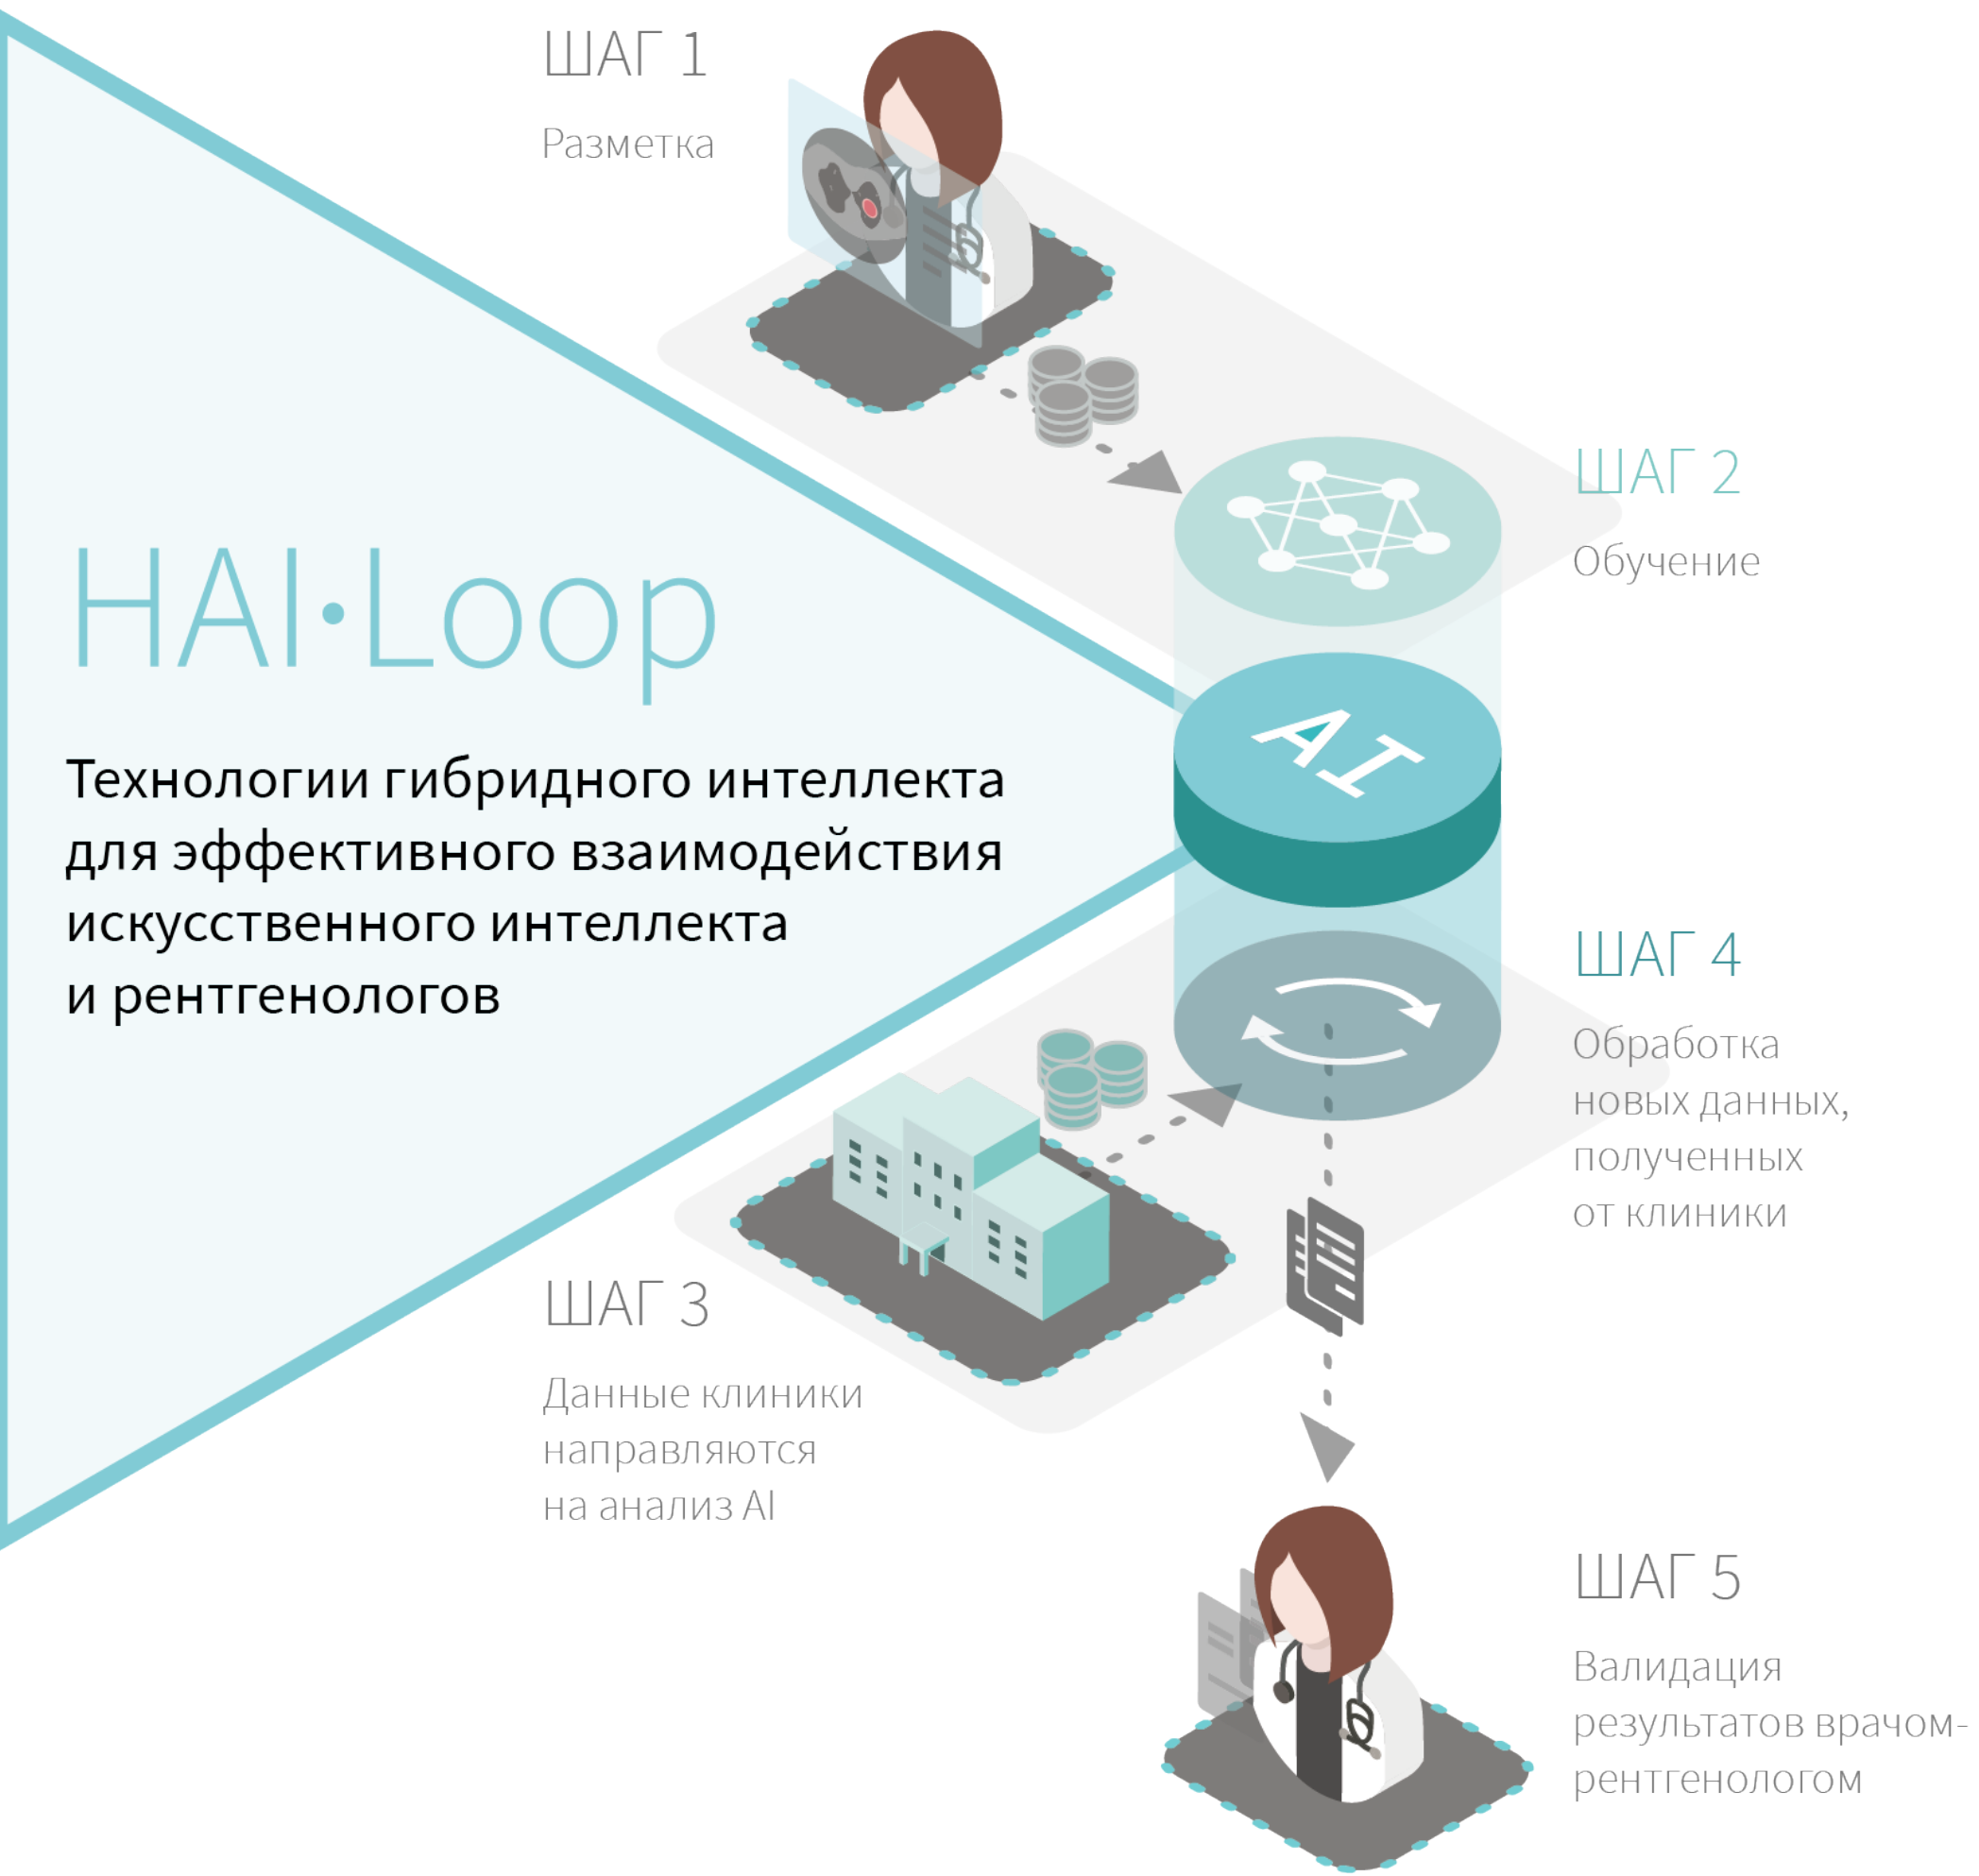 ШАГ 1
Разметка
ШАГ 2
Обучение
HAI·Loop
Технологии гибридного интеллекта
для эффективного взаимодействия
искусственного интеллекта
и рентгенологов
AI
ШАГ 3
Данные клиники
направляются
на анализ AI
ШАГ 4
Обработка
новых данных,
полученных
от клиники
ШАГ 5
Валидация
результатов врачом-
рентгенологом